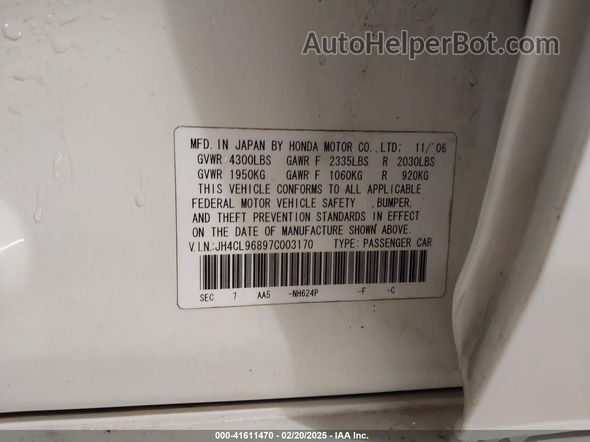 AutoHelperBot.com
MFD. IN JAPAN BY HONDA MOTOR CO.,LTD: 11/'06
GVWR 4300LBS GAWR F 2335LBS R 2030LBS
GVWR 1950KG GAWR F 1060KG R 920KG
THIS VEHICLE CONFORMS TO ALL APPLICABLE
FEDERAL MOTOR VEHICLE SAFETY ,BUMPER,
AND THEFT PREVENTION STANDARDS IN EFFECT
ON THE DATE OF MANUFACTURE SHOWN ABOVE.
V.I.N.:JH4CL96897C003170 TYPE: PASSENGER CAR
SEC 7 AA5 -NH624P -F -C
000-41611470 - 02/20/2025 - IAA Inc.